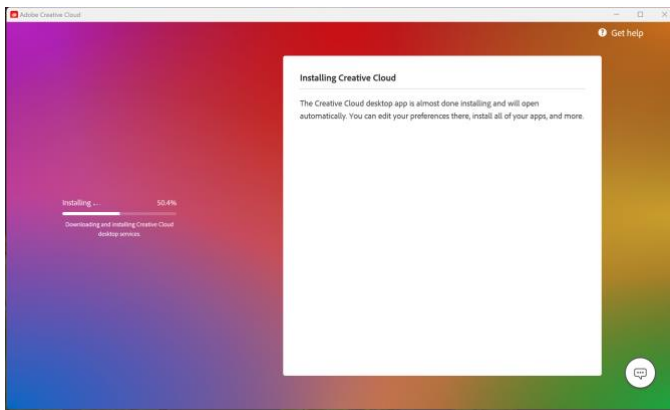 Adobe Creative Cloud
Get help
Installing Creative Cloud
The Creative Cloud desktop app is almost done installing and will open
automatically. You can edit your preferences there, install all of your apps, and more.
Installing ... 50.4%
Downloading and installing Creative Cloud
desktop services.